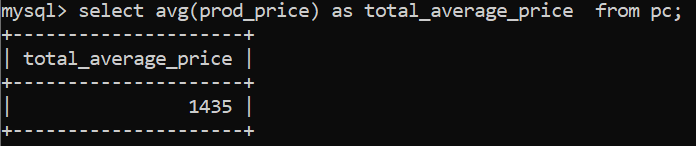 mysql> select avg(prod_price) as total_average_price  from pc;
+---------------------+
| total_average_price |
+---------------------+
|                1435 |
+---------------------+